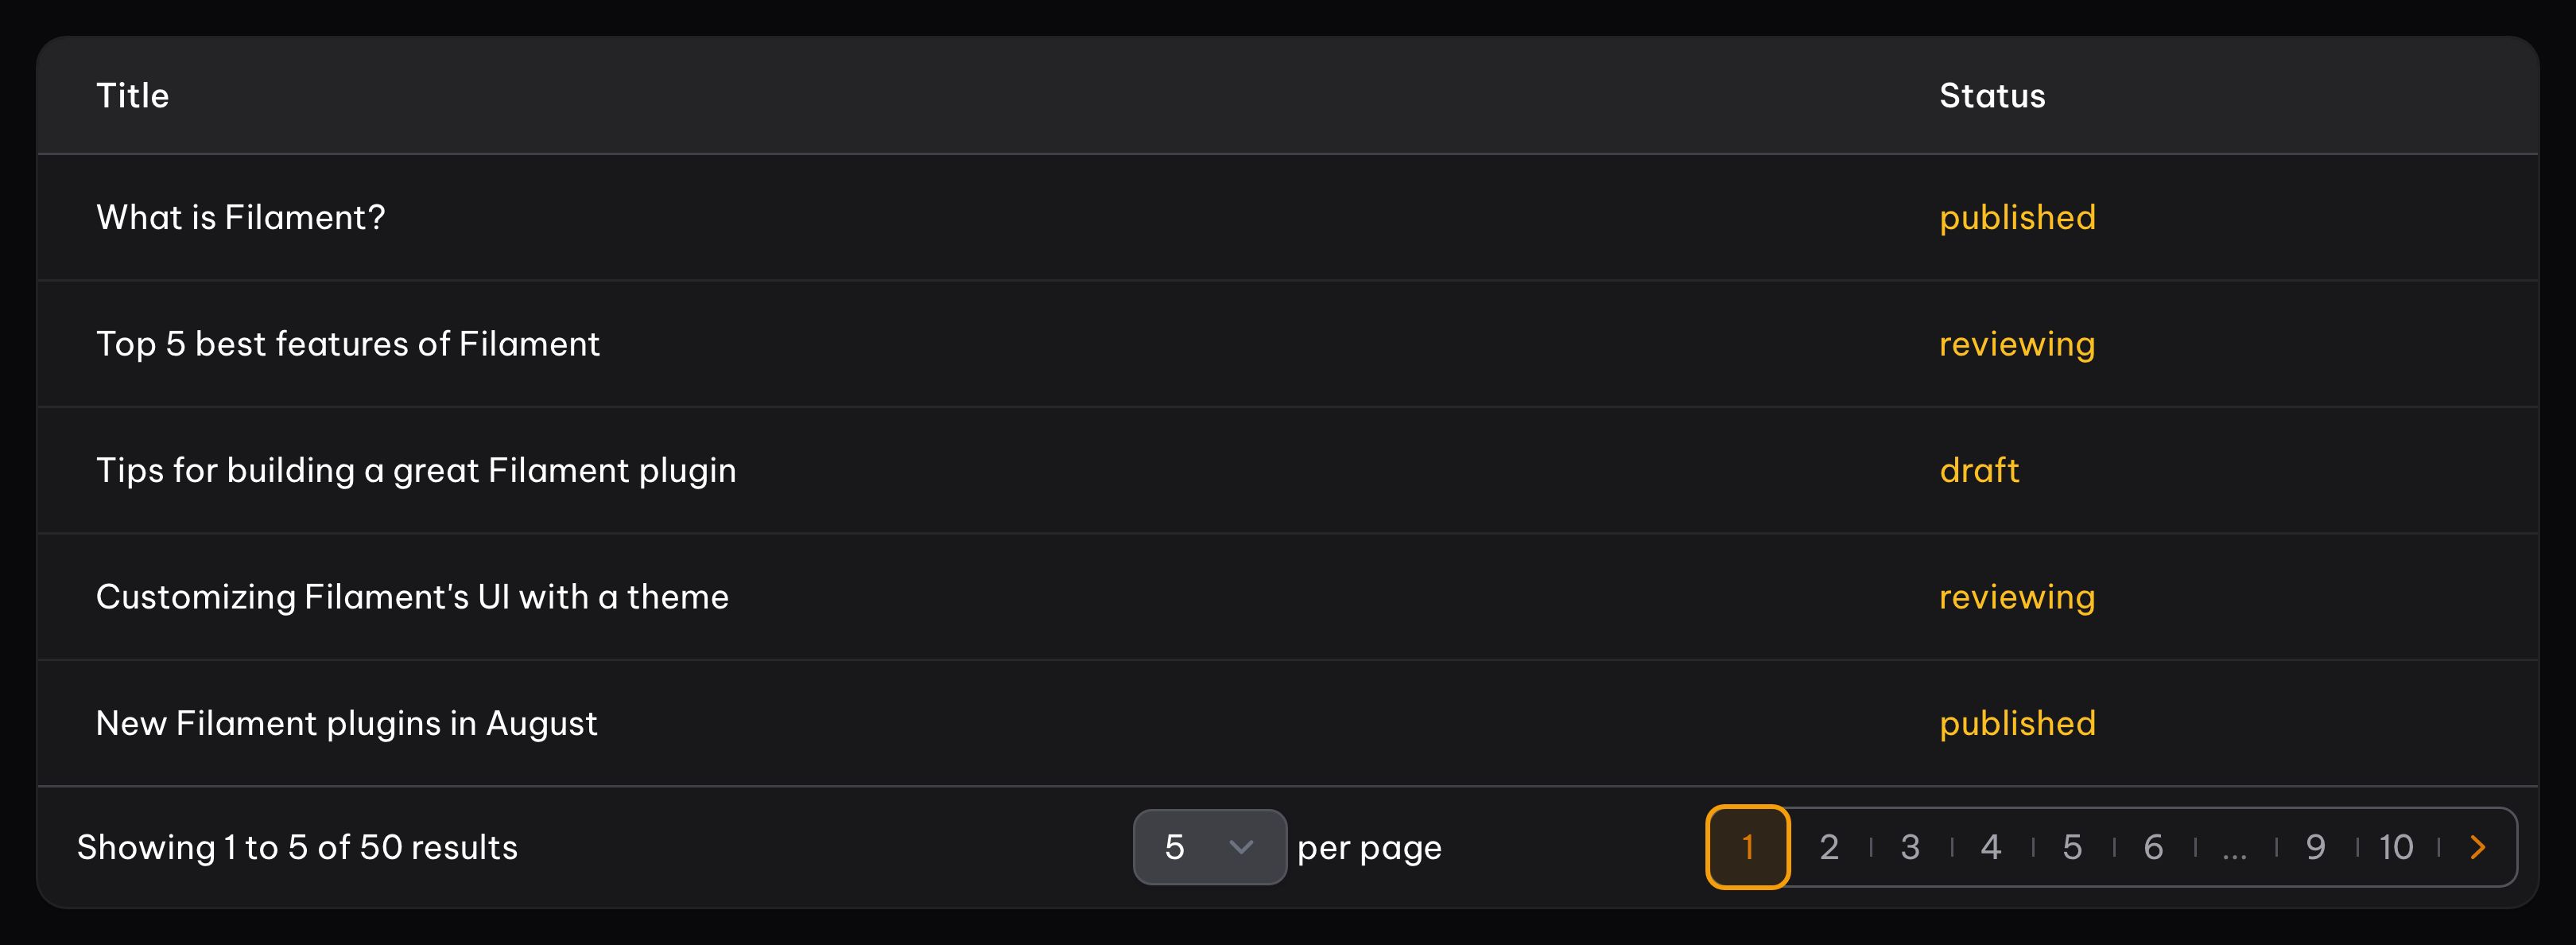 Title Status
What is Filament? published
Top 5 best features of Filament reviewing
Tips for building a great Filament plugin draft
Customizing Filament's UI with a theme reviewing
New Filament plugins in August published
Showing 1 to 5 of 50 results 5 per page 1 2 3 4 5 6 ... 9 10